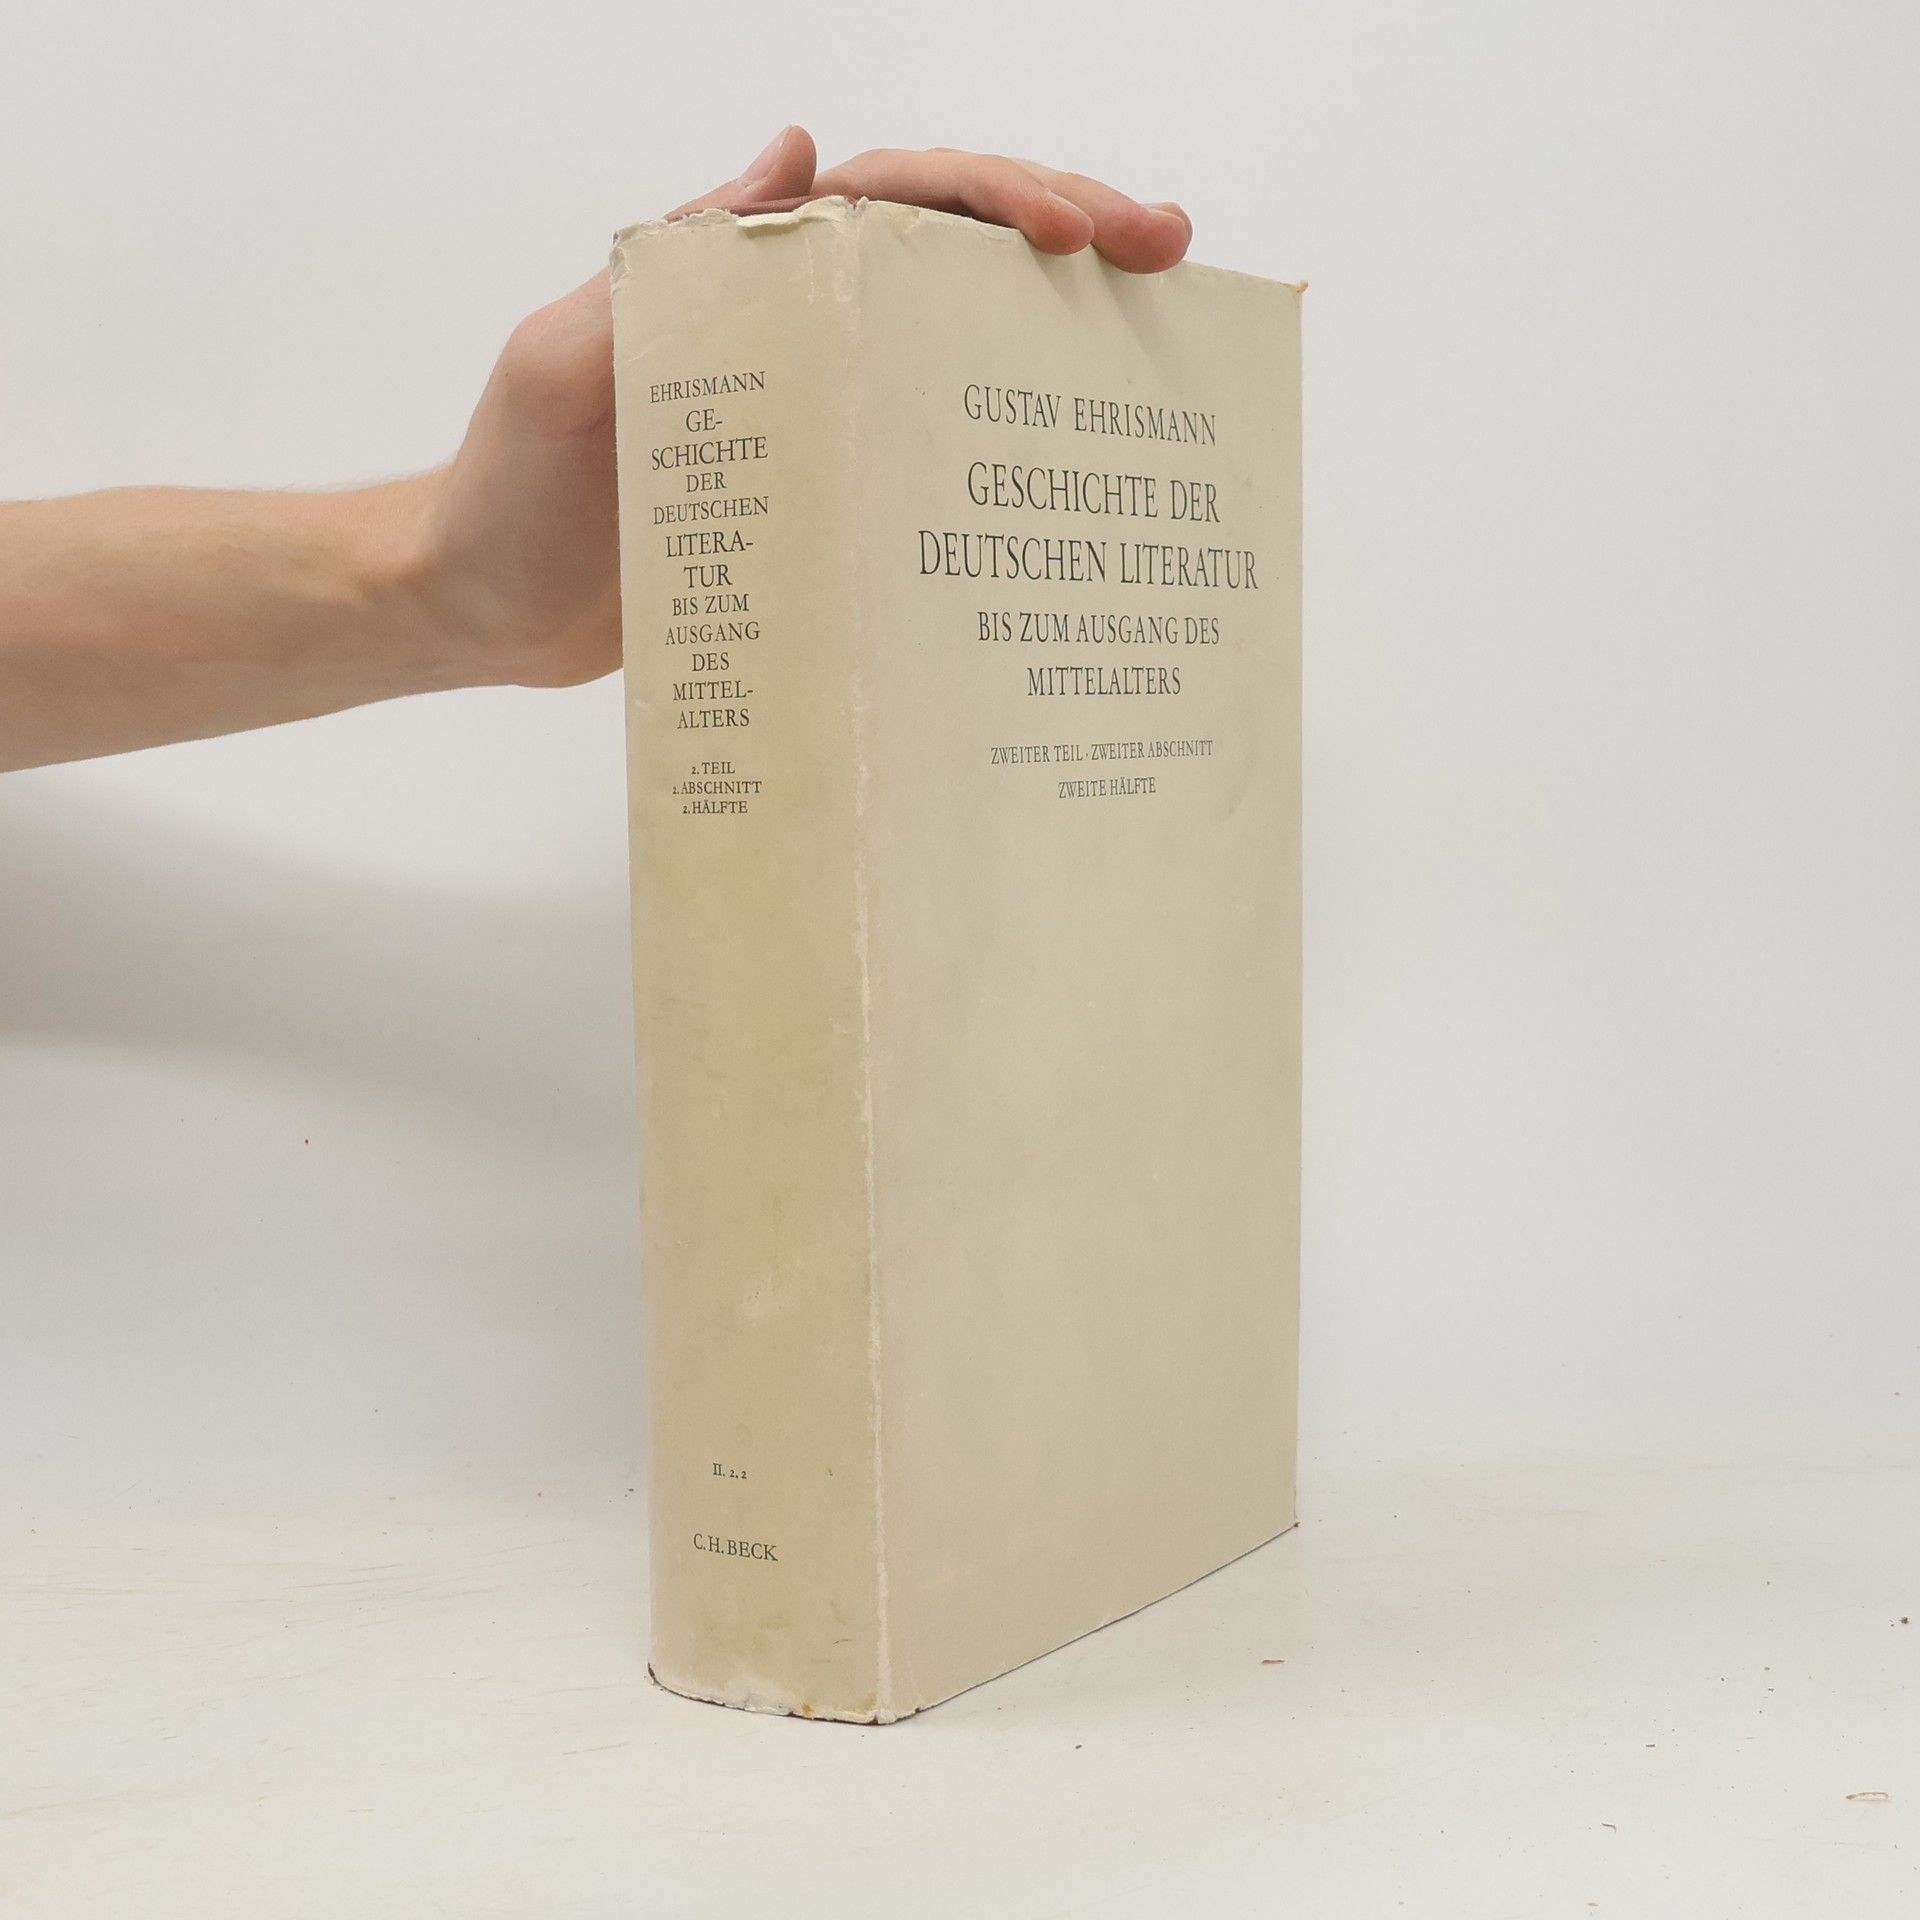 EHRISMANN
GE-
SCHICHTE
DER
DEUTSCHEN
LITERA-
TUR
BIS ZUM
AUSGANG
DES
MITTEL-
ALTERS
2. TEIL
2. ABSCHNITT
2. HÄLFTE
II. 2.2
C.H.BECK
GUSTAV EHRISMANN
GESCHICHTE DER
DEUTSCHEN LITERATUR
BIS ZUM AUSGANG DES
MITTELALTERS
ZWEITER TEIL · ZWEITER ABSCHNITT
ZWEITE HÄLFTE